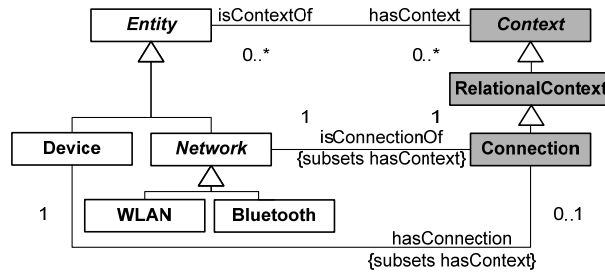 Entity
isContextOf
hasContext
Context
0..*
0..*
RelationalContext
1
1
isConnectionOf
Device
Network
Connection
{subsets hasContext}
WLAN
Bluetooth
1
0..1
hasConnection
{subsets hasContext}